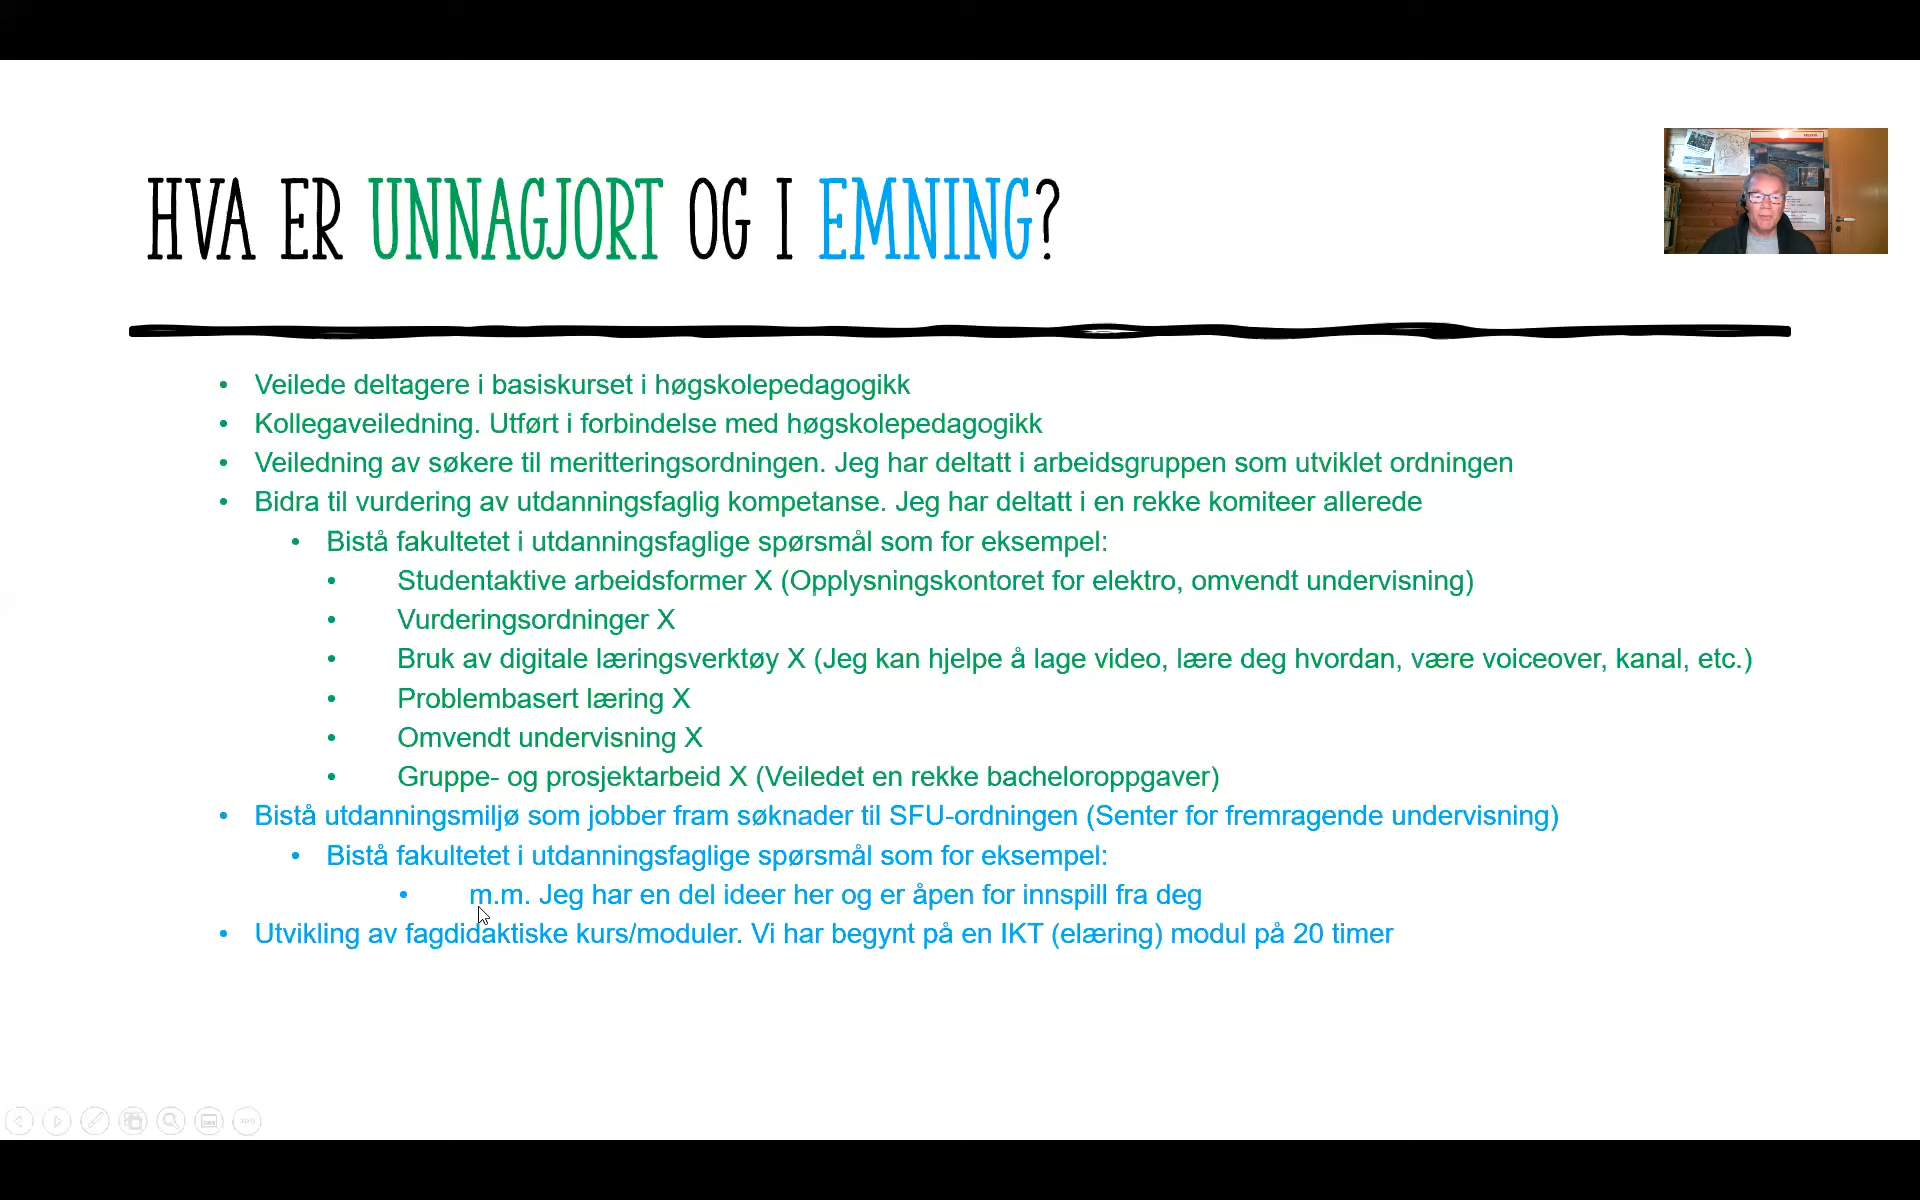 HVA ER UNNAGJORT OG I EMNING?
• Veilede deltagere i basiskurset i høgskolepedagogikk
• Kollegaveiledning. Utført i forbindelse med høgskolepedagogikk
• Veiledning av søkere til meritteringsordningen. Jeg har deltatt i arbeidsgruppen som utviklet ordningen
• Bidra til vurdering av utdanningsfaglig kompetanse. Jeg har deltatt i en rekke komiteer allerede
• Bistå fakultetet i utdanningsfaglige spørsmål som for eksempel:
• Studentaktive arbeidsformer X (Opplysningskontoret for elektro, omvendt undervisning)
• Vurderingsordninger X
• Bruk av digitale læringsverktøy X (Jeg kan hjelpe å lage video, lære deg hvordan, være voiceover, kanal, etc.)
• Problembasert læring X
• Omvendt undervisning X
• Gruppe- og prosjektarbeid X (Veiledet en rekke bacheloroppgaver)
• Bistå utdanningsmiljø som jobber fram søknader til SFU-ordningen (Senter for fremragende undervisning)
• Bistå fakultetet i utdanningsfaglige spørsmål som for eksempel:
• m.m. Jeg har en del ideer her og er åpen for innspill fra deg
• Utvikling av fagdidaktiske kurs/moduler. Vi har begynt på en IKT (elæring) modul på 20 timer